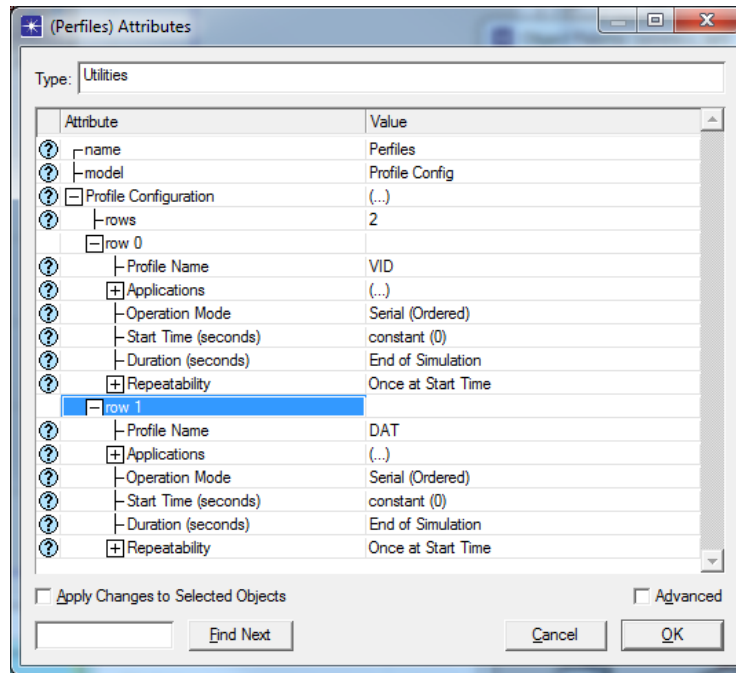 (Perfiles) Attributes
Type: Utilities
Attribute Value
name Perfiles
model Profile Config
Profile Configuration (...)
rows 2
row 0
Profile Name VID
Applications (...)
Operation Mode Serial (Ordered)
Start Time (seconds) constant (0)
Duration (seconds) End of Simulation
Repeatability Once at Start Time
row 1
Profile Name DAT
Applications (...)
Operation Mode Serial (Ordered)
Start Time (seconds) constant (0)
Duration (seconds) End of Simulation
Repeatability Once at Start Time
Apply Changes to Selected Objects Advanced
Find Next Cancel OK